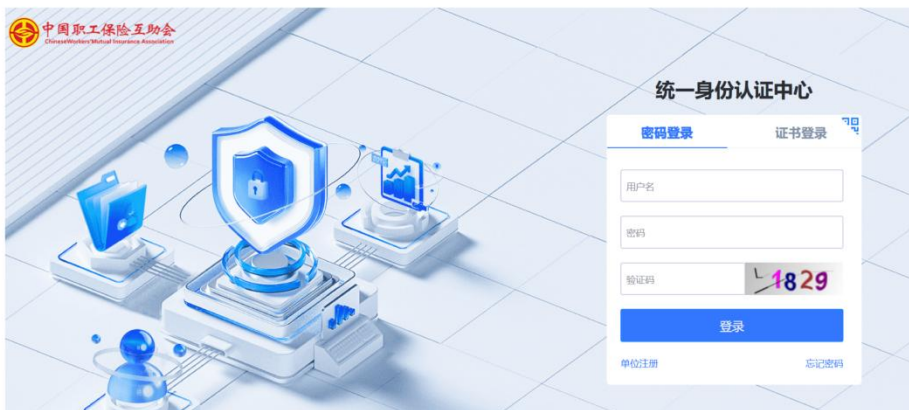 中国职工保险互助会
ChineseWorkers'Mutual Insurance Association
统一身份认证中心
密码登录
证书登录
用户名
密码
验证码
1829
登录
单位注册
忘记密码